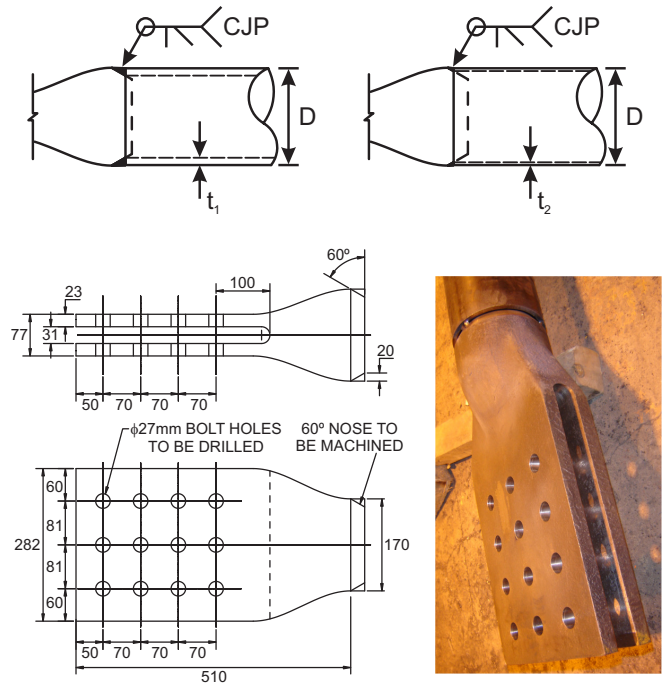 CJP
D
t₁
CJP
D
t₂
60º
100
23
77
31
20
50 70 70 70
ϕ27mm BOLT HOLES
TO BE DRILLED
60º NOSE TO
BE MACHINED
60
81
282
81
60
170
50 70 70 70
510